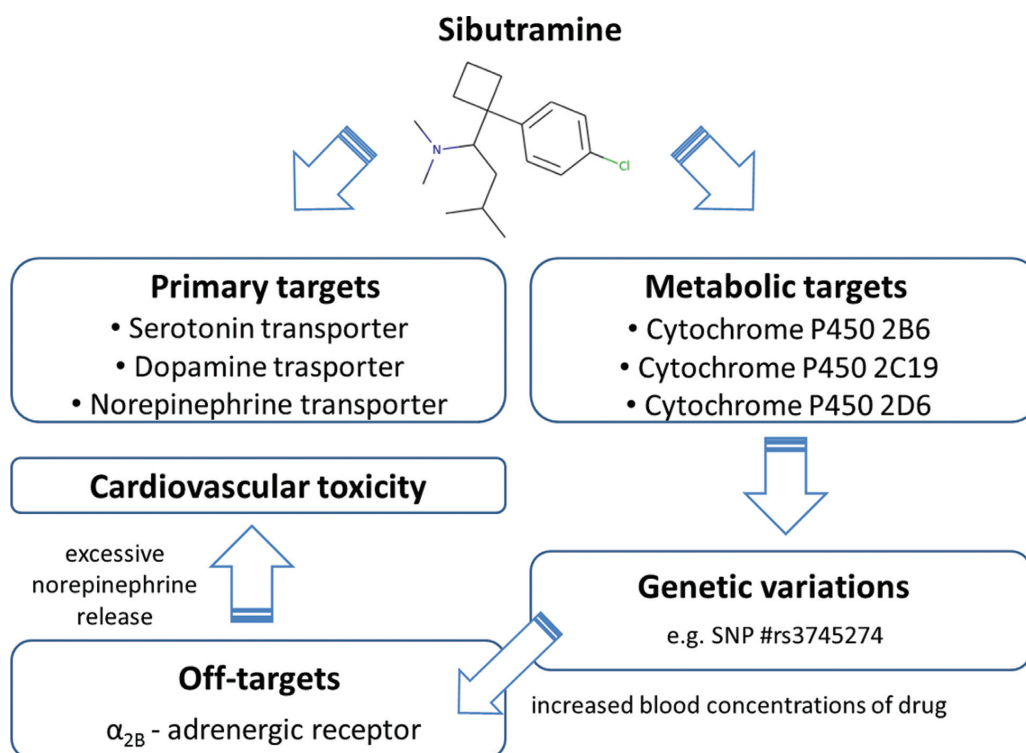 Sibutramine
N
Cl
Primary targets
• Serotonin transporter
• Dopamine trasporter
• Norepinephrine transporter
Metabolic targets
• Cytochrome P450 2B6
• Cytochrome P450 2C19
• Cytochrome P450 2D6
Genetic variations
e.g. SNP #rs3745274
increased blood concentrations of drug
Off-targets
α2B - adrenergic receptor
excessive
norepinephrine
release
Cardiovascular toxicity